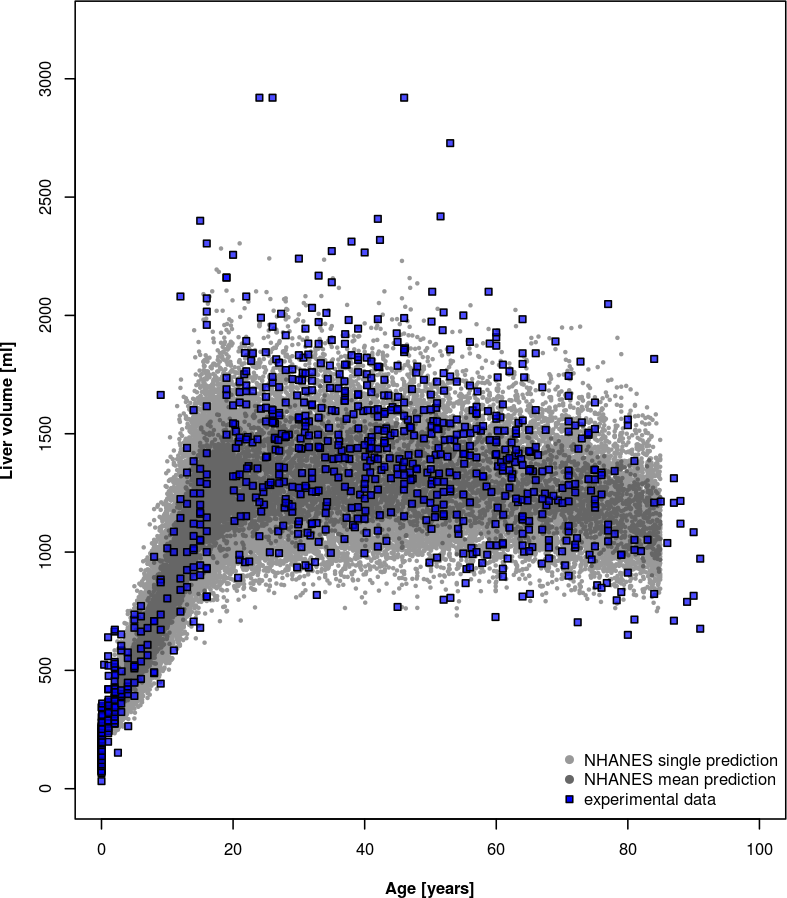 Liver volume [ml]
3000
2500
2000
1500
1000
500
0
NHANES single prediction
NHANES mean prediction
experimental data
0 20 40 60 80 100
Age [years]